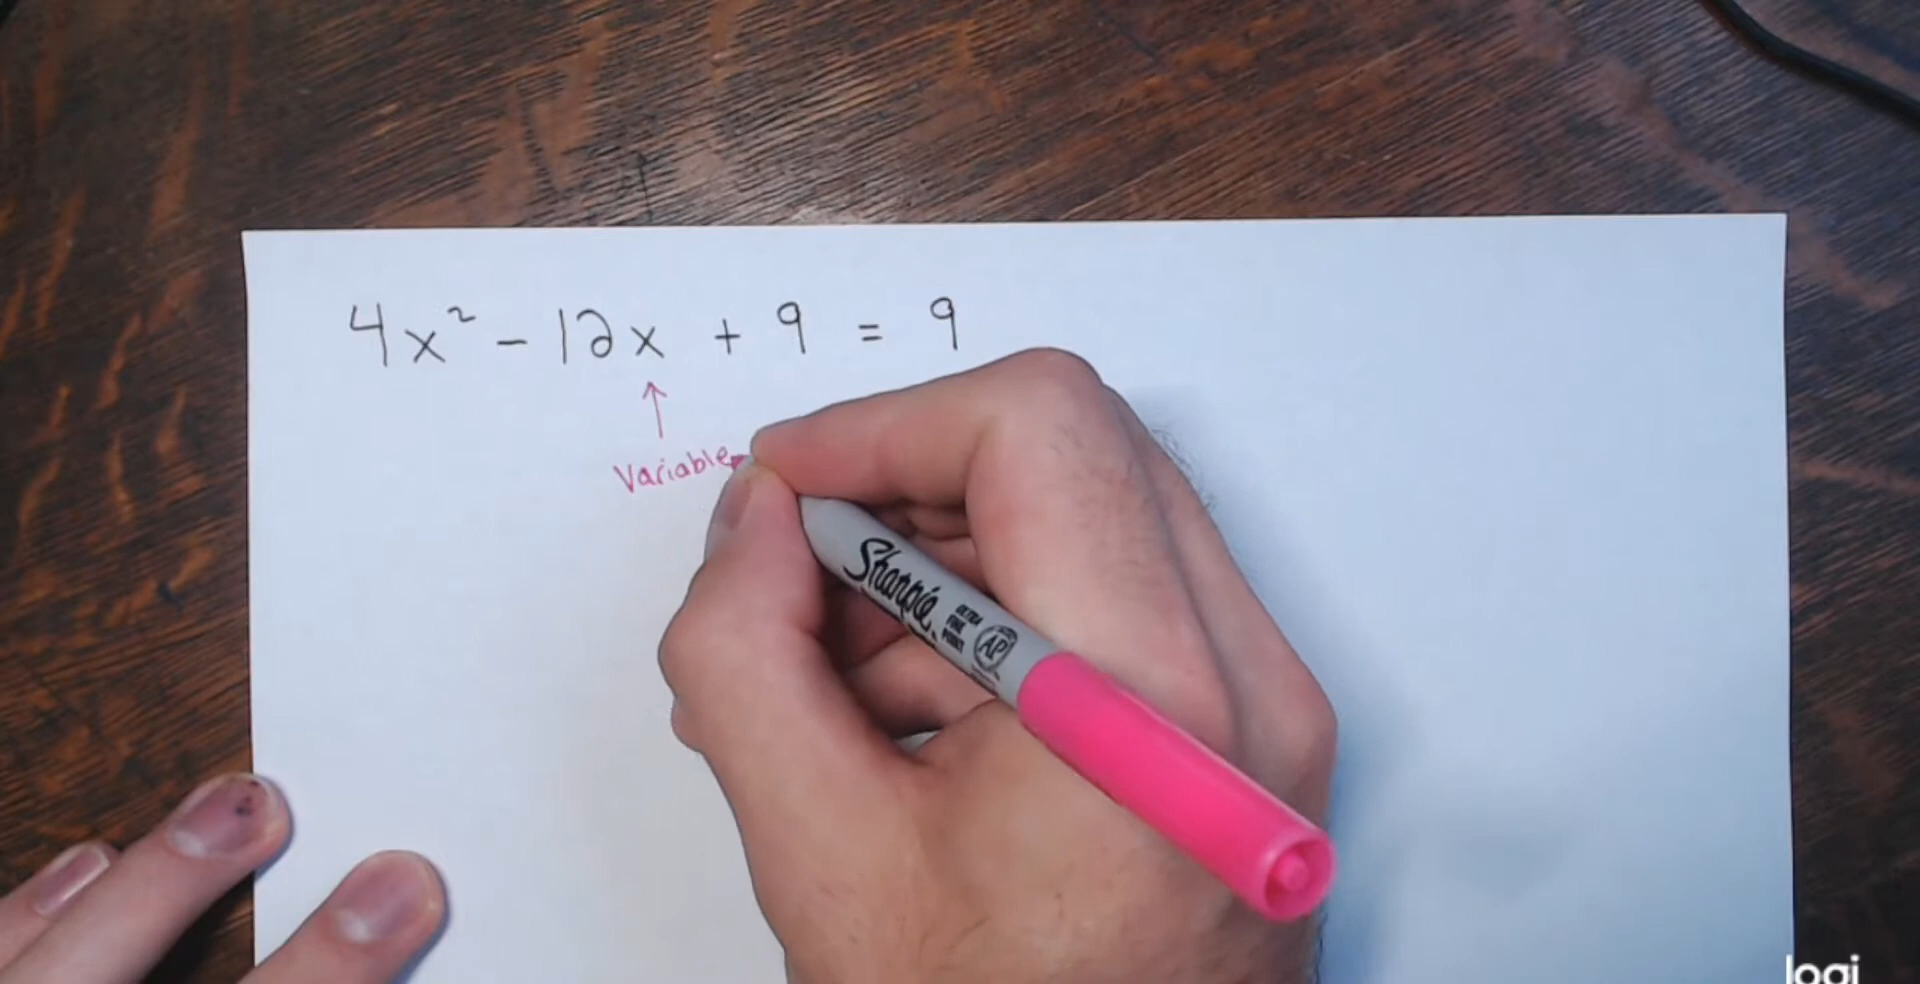 4x² - 12x + 9 = 9
↑
Variable
Sharpie
ULTRA
FINE
POINT
AP
logi